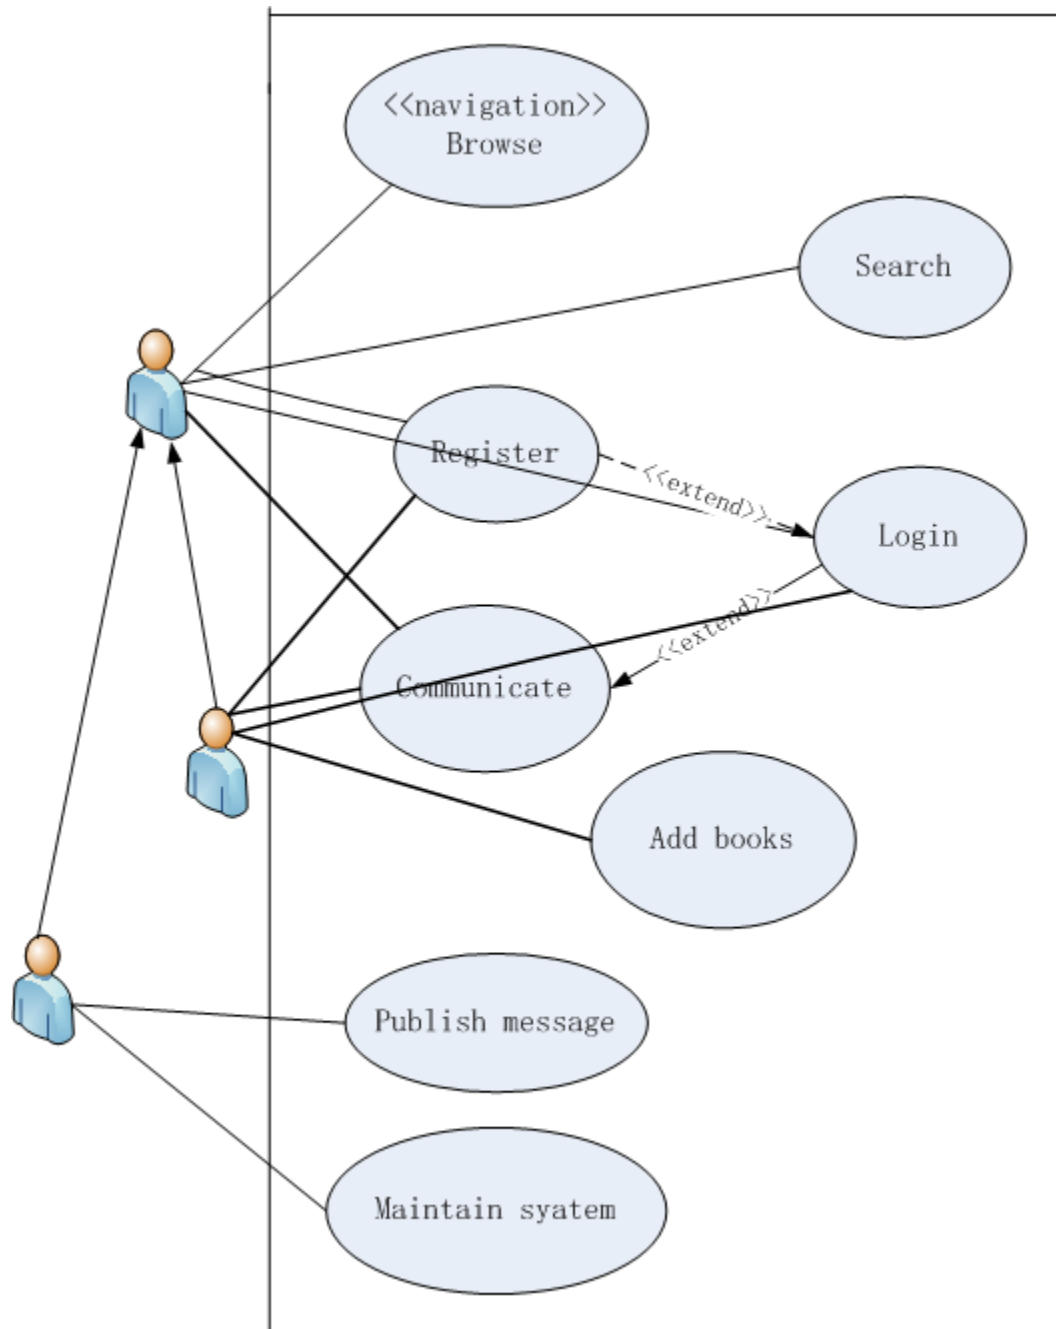 <<navigation>>
Browse
Search
Register
<<extend>>
Login
<<extend>>
Communicate
Add books
Publish message
Maintain syatem